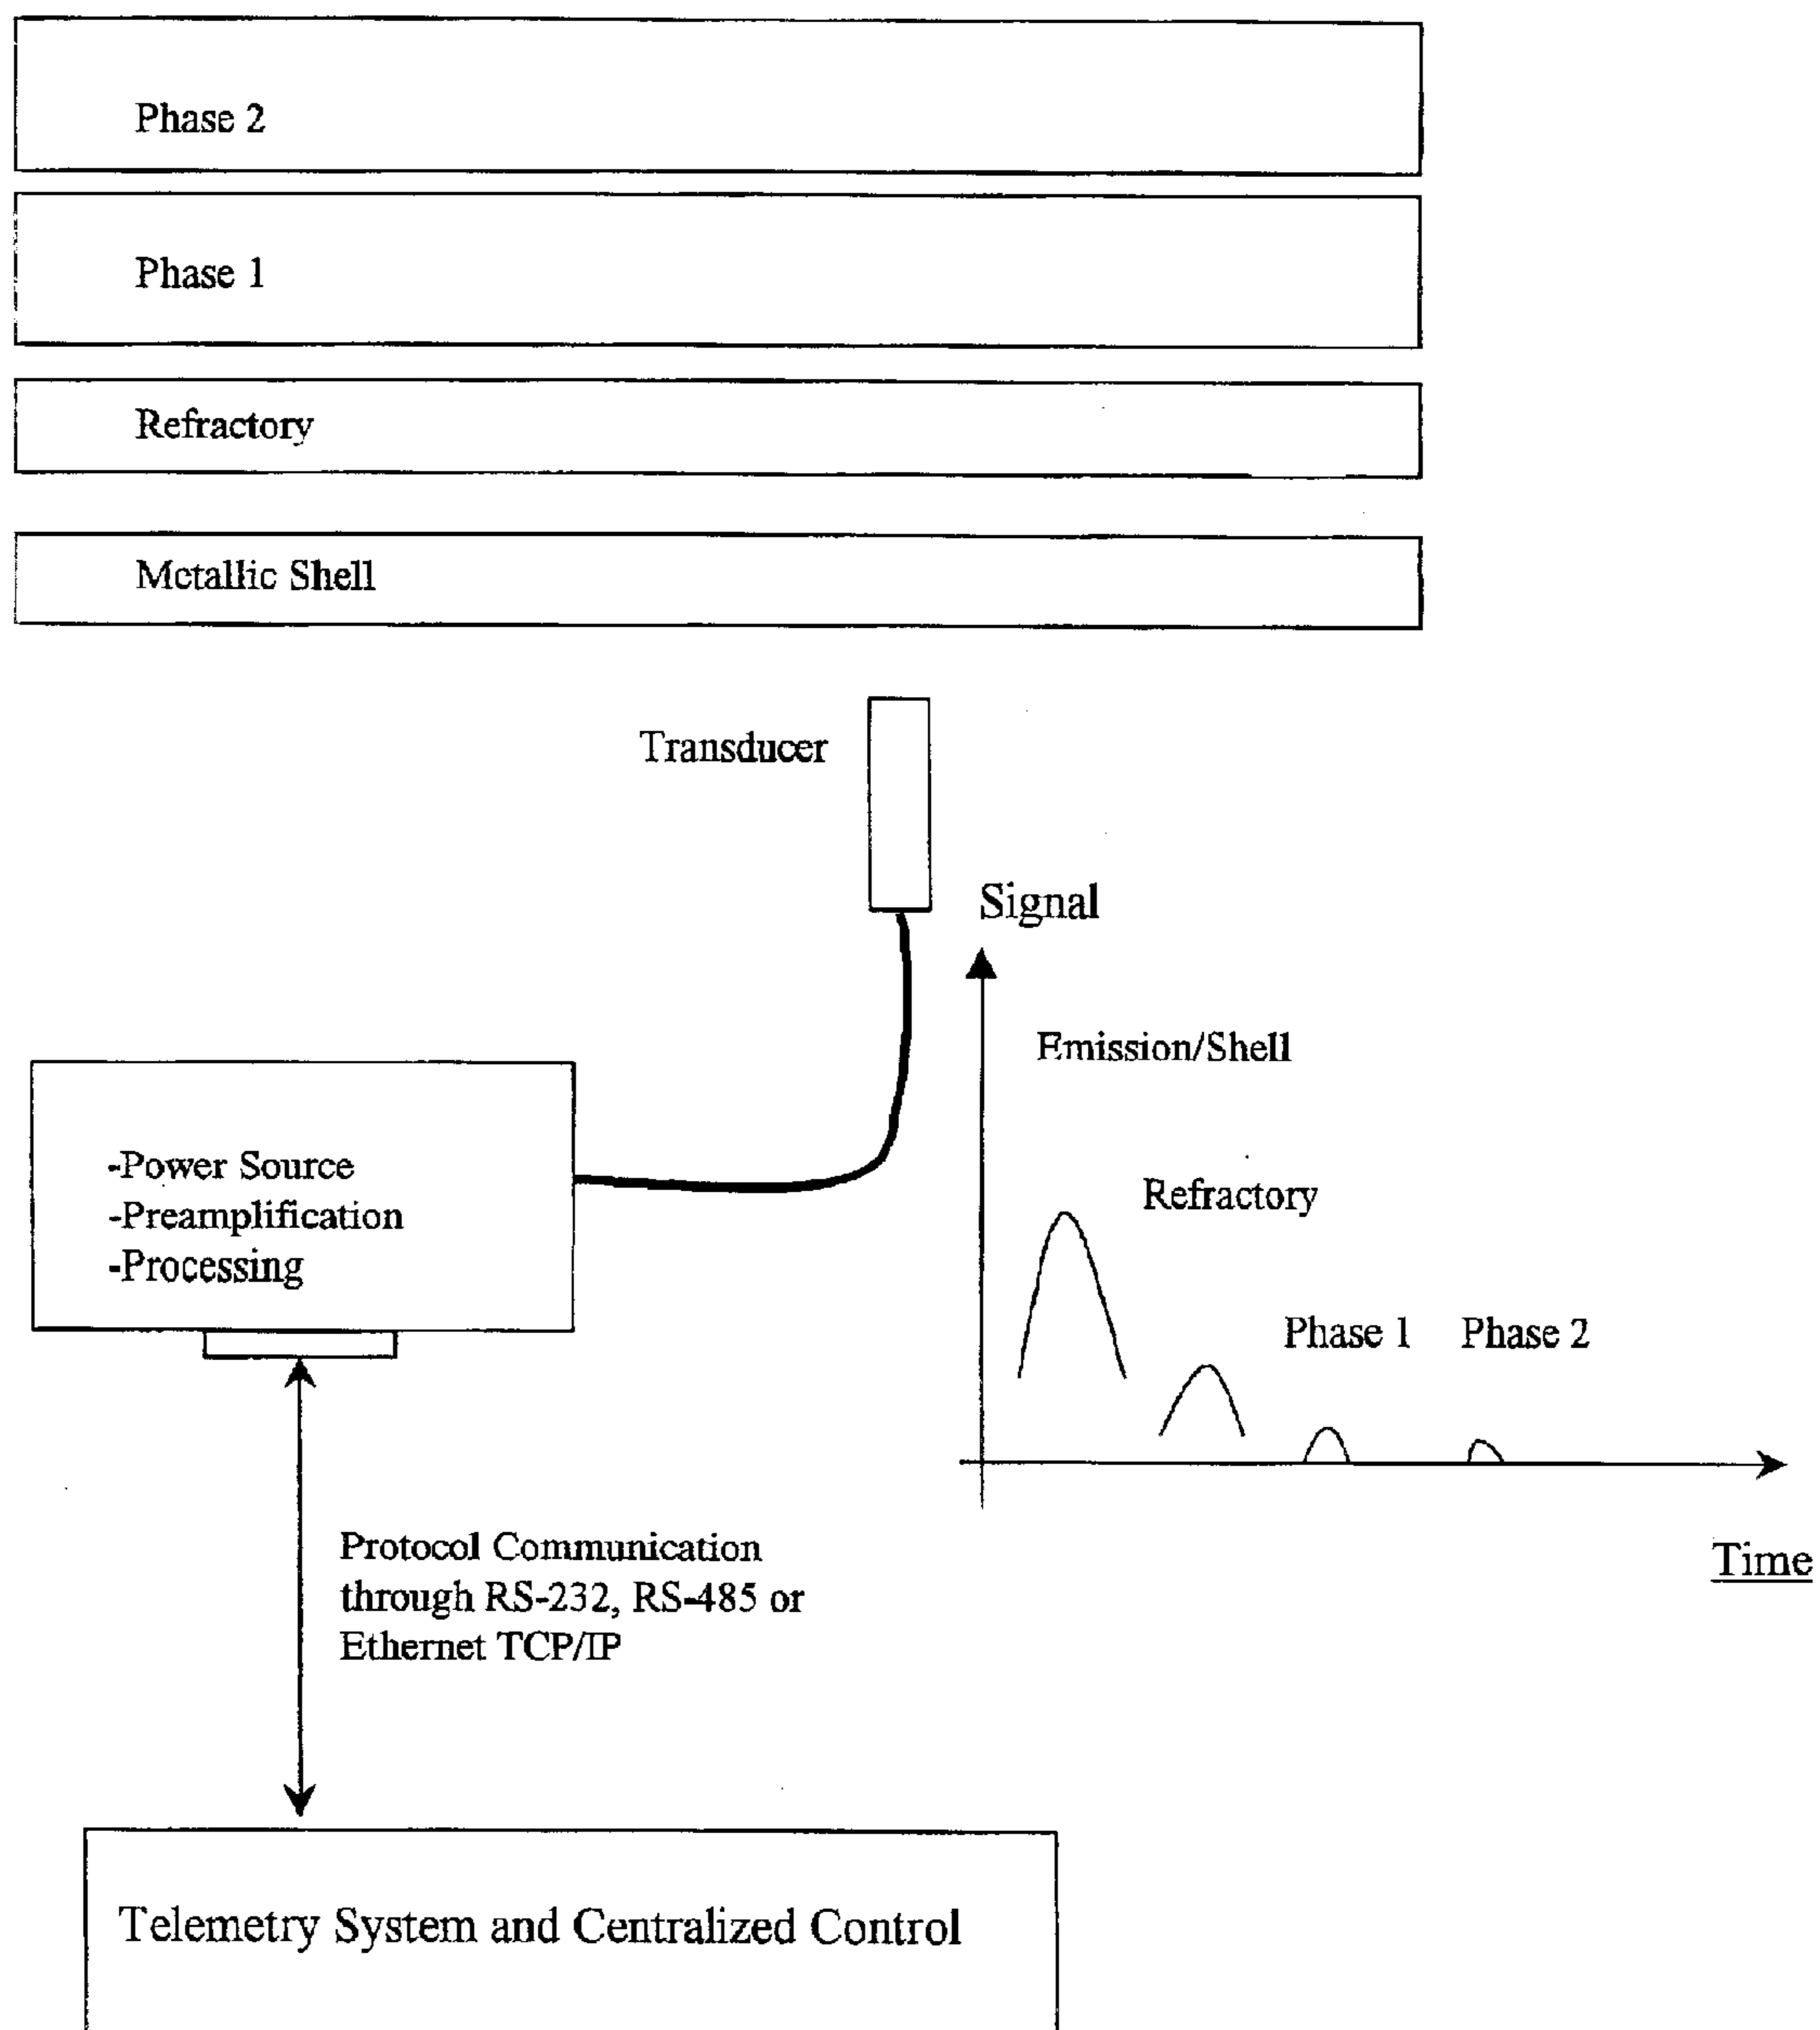 Phase 2
Phase 1
Refractory
Metallic Shell
Transducer
Signal
Emission/Shell
-Power Source
-Preamplification
-Processing
Refractory
Phase 1
Phase 2
Protocol Communication
through RS-232, RS-485 or
Ethernet TCP/IP
Time
Telemetry System and Centralized Control